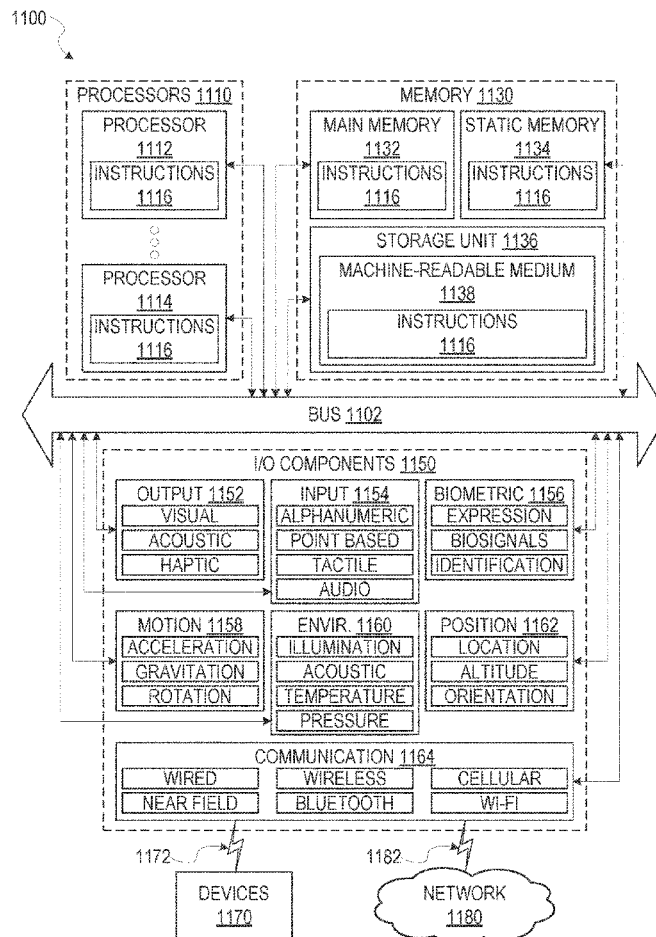 1100
PROCESSORS 1110
PROCESSOR
1112
INSTRUCTIONS
1116
PROCESSOR
1114
INSTRUCTIONS
1116
MEMORY 1130
MAIN MEMORY
1132
INSTRUCTIONS
1116
STATIC MEMORY
1134
INSTRUCTIONS
1116
STORAGE UNIT 1136
MACHINE-READABLE MEDIUM
1138
INSTRUCTIONS
1116
BUS 1102
I/O COMPONENTS 1150
OUTPUT 1152
VISUAL
ACOUSTIC
HAPTIC
INPUT 1154
ALPHANUMERIC
POINT BASED
TACTILE
AUDIO
BIOMETRIC 1156
EXPRESSION
BIOSIGNALS
IDENTIFICATION
MOTION 1158
ACCELERATION
GRAVITATION
ROTATION
ENVIR. 1160
ILLUMINATION
ACOUSTIC
TEMPERATURE
PRESSURE
POSITION 1162
LOCATION
ALTITUDE
ORIENTATION
COMMUNICATION 1164
WIRED
WIRELESS
CELLULAR
NEAR FIELD
BLUETOOTH
WI-FI
1172
1182
DEVICES
1170
NETWORK
1180